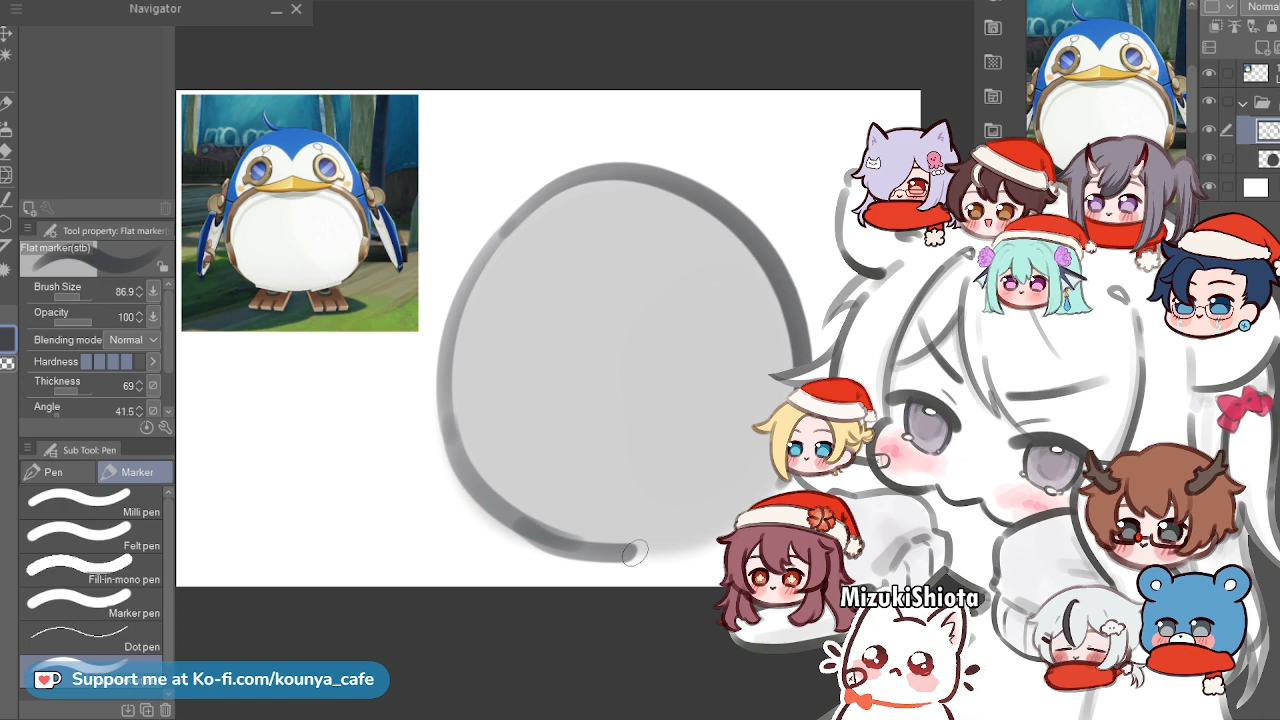 Navigator
Norma
Tool property: Flat marker
Flat marker(stb)
Brush Size 86.9
Opacity 100
Blending mode Normal
Hardness
Thickness 69
Angle 41.5
Sub Tool: Pen
Pen Marker
Milli pen
Felt pen
Fill-in-mono pen
Marker pen
Dot pen
MizukiShiota
Support me at Ko-fi.com/kounya_cafe